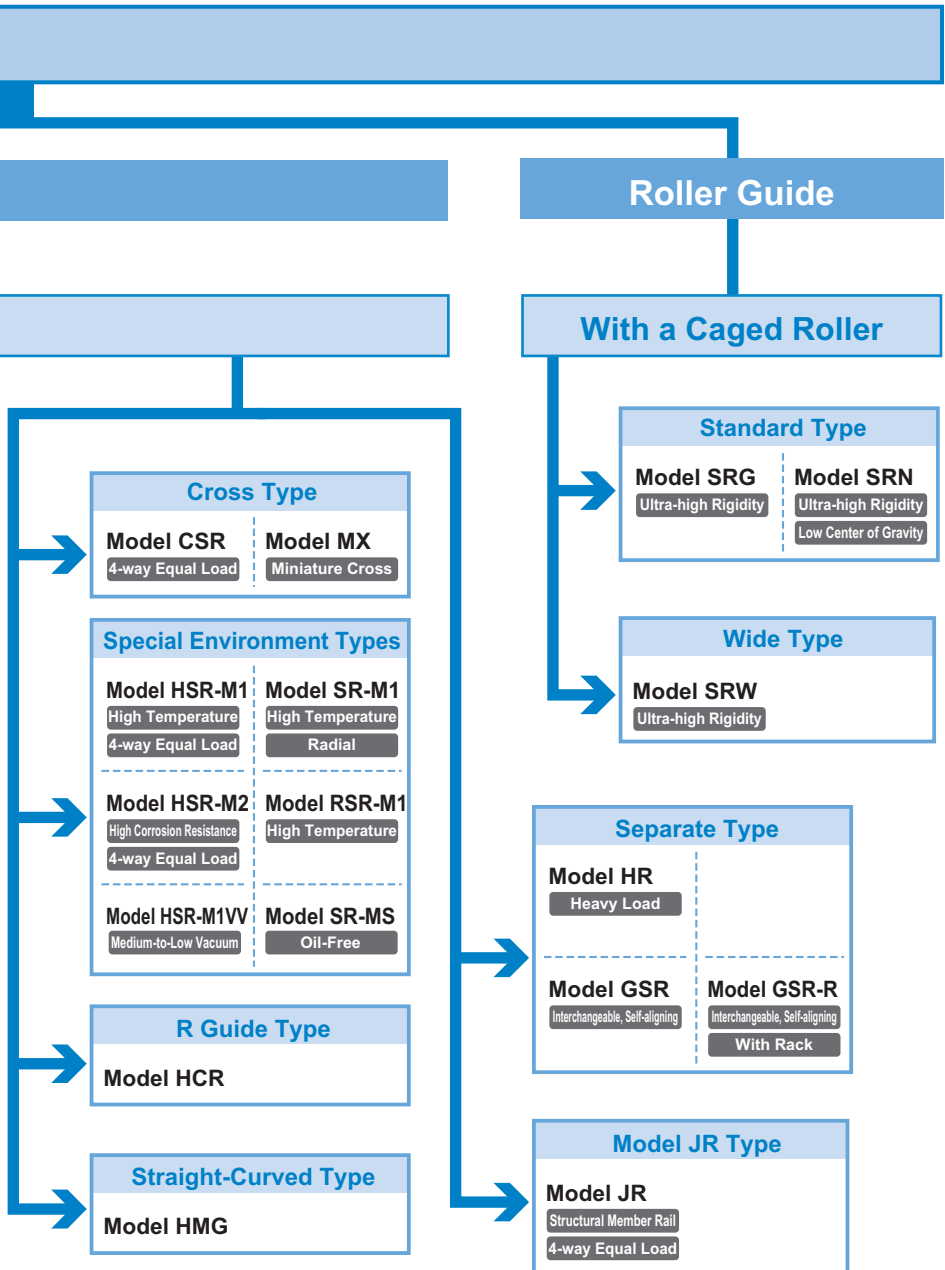 Roller Guide
With a Caged Roller
Standard Type
Model SRG
Ultra-high Rigidity
Model SRN
Ultra-high Rigidity
Low Center of Gravity
Wide Type
Model SRW
Ultra-high Rigidity
Cross Type
Model CSR
4-way Equal Load
Model MX
Miniature Cross
Special Environment Types
Model HSR-M1
High Temperature
4-way Equal Load
Model SR-M1
High Temperature
Radial
Model HSR-M2
High Corrosion Resistance
4-way Equal Load
Model RSR-M1
High Temperature
Model HSR-M1VV
Medium-to-Low Vacuum
Model SR-MS
Oil-Free
R Guide Type
Model HCR
Straight-Curved Type
Model HMG
Separate Type
Model HR
Heavy Load
Model GSR
Interchangeable, Self-aligning
Model GSR-R
Interchangeable, Self-aligning
With Rack
Model JR Type
Model JR
Structural Member Rail
4-way Equal Load